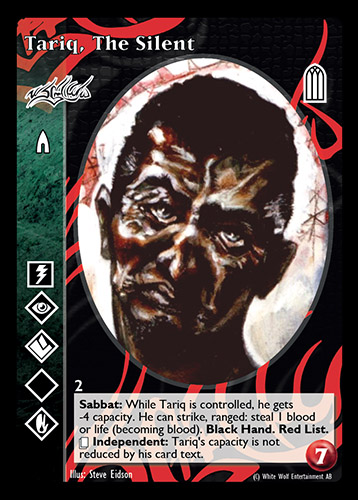 Tariq, The Silent
2
Sabbat: While Tariq is controlled, he gets
-4 capacity. He can strike, ranged: steal 1 blood
or life (becoming blood). Black Hand. Red List.
Independent: Tariq's capacity is not
reduced by his card text.
7
Illus: Steve Eidson
(C) White Wolf Entertainment AB